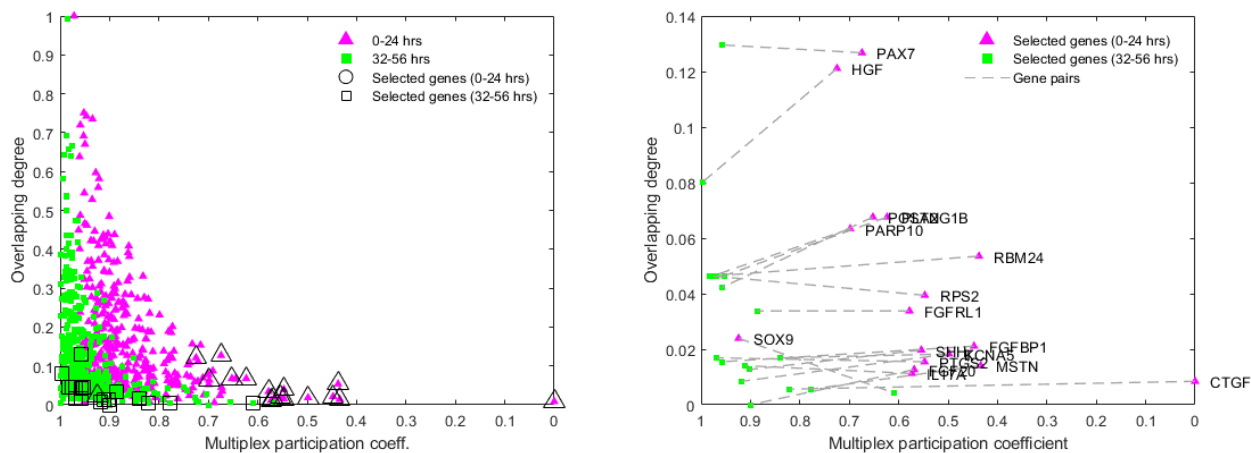 1
0.9
0.8
0.7
0.6
0.5
0.4
0.3
0.2
0.1
0
Overlapping degree
0-24 hrs
32-56 hrs
Selected genes (0-24 hrs)
Selected genes (32-56 hrs)
1 0.9 0.8 0.7 0.6 0.5 0.4 0.3 0.2 0.1 0
Multiplex participation coeff.
0.14
0.12
0.1
0.08
0.06
0.04
0.02
0
Overlapping degree
Selected genes (0-24 hrs)
Selected genes (32-56 hrs)
Gene pairs
PAX7
HGF
PARP10
RBM24
RPS2
FGFRL1
SOX9
FGFBP1
SHH
KCNA5
PTGS2
MSTN
IL17A
CTGF
1 0.9 0.8 0.7 0.6 0.5 0.4 0.3 0.2 0.1 0
Multiplex participation coefficient